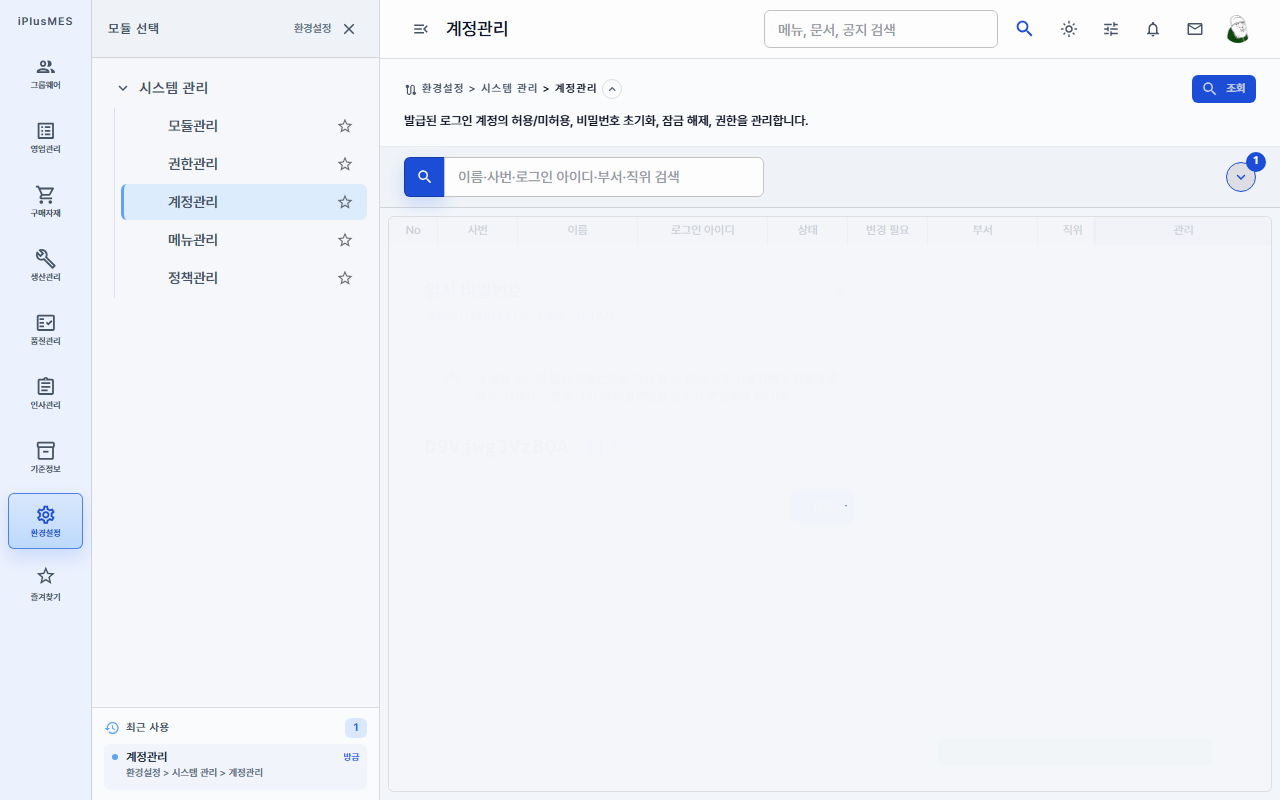 iPlusMES
그룹웨어
영업관리
구매자재
생산관리
품질관리
인사관리
기준정보
환경설정
즐겨찾기
모듈 선택
환경설정
시스템 관리
모듈관리
권한관리
계정관리
메뉴관리
정책관리
최근 사용
1
계정관리
방금
환경설정 > 시스템 관리 > 계정관리
계정관리
메뉴, 문서, 공지 검색
환경설정 > 시스템 관리 > 계정관리
조회
발급된 로그인 계정의 허용/미허용, 비밀번호 초기화, 잠금 해제, 권한을 관리합니다.
이름·사번·로그인 아이디·부서·직위 검색
1
No
사번
이름
로그인 아이디
상태
변경 필요
부서
직위
관리